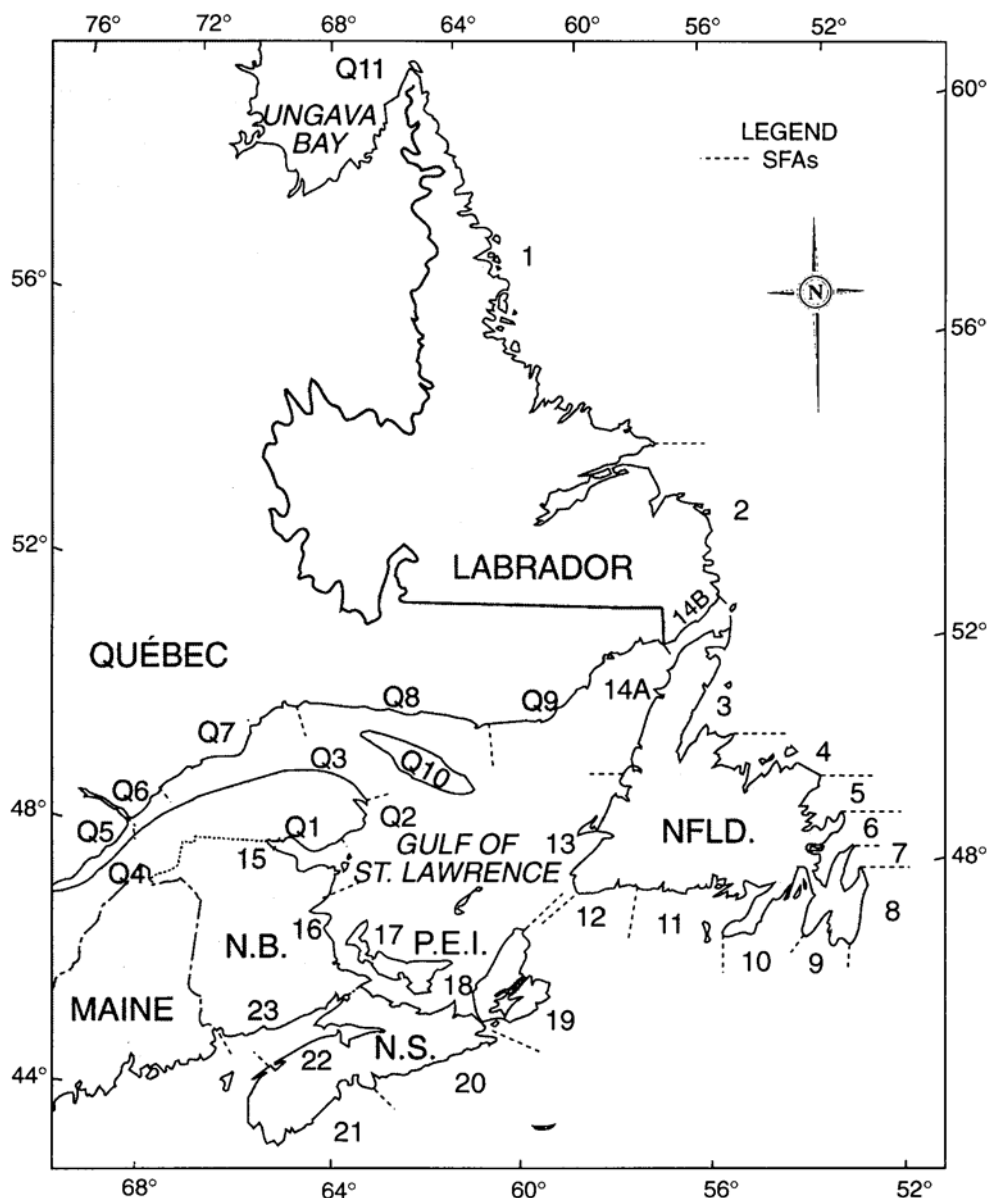 76° 72° 68° 64° 60° 56° 52°
Q11
60°
UNGAVA
BAY
LEGEND
SFAs
1
N
56°
56°
2
52°
LABRADOR
14B
52°
QUÉBEC
14A
Q9
Q8
3
Q7
Q3
4
Q10
Q6
5
48°
Q2
Q5
Q1
GULF OF
13
NFLD.
6
15
ST. LAWRENCE
7
48°
Q4
12
11
8
16
17
P.E.I.
N.B.
10
9
18
MAINE
23
19
N.S.
22
44°
20
21
68° 64° 60° 56° 52°